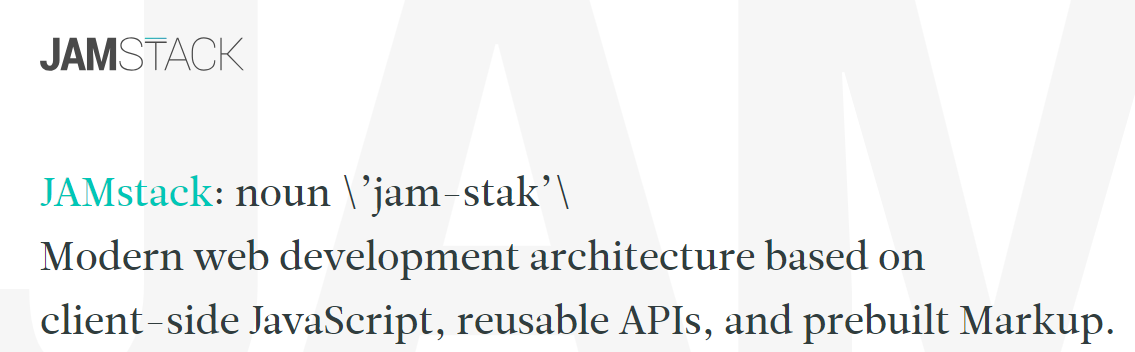 JAMSTACK
JAMstack: noun \’jam-stak’\
Modern web development architecture based on
client-side JavaScript, reusable APIs, and prebuilt Markup.